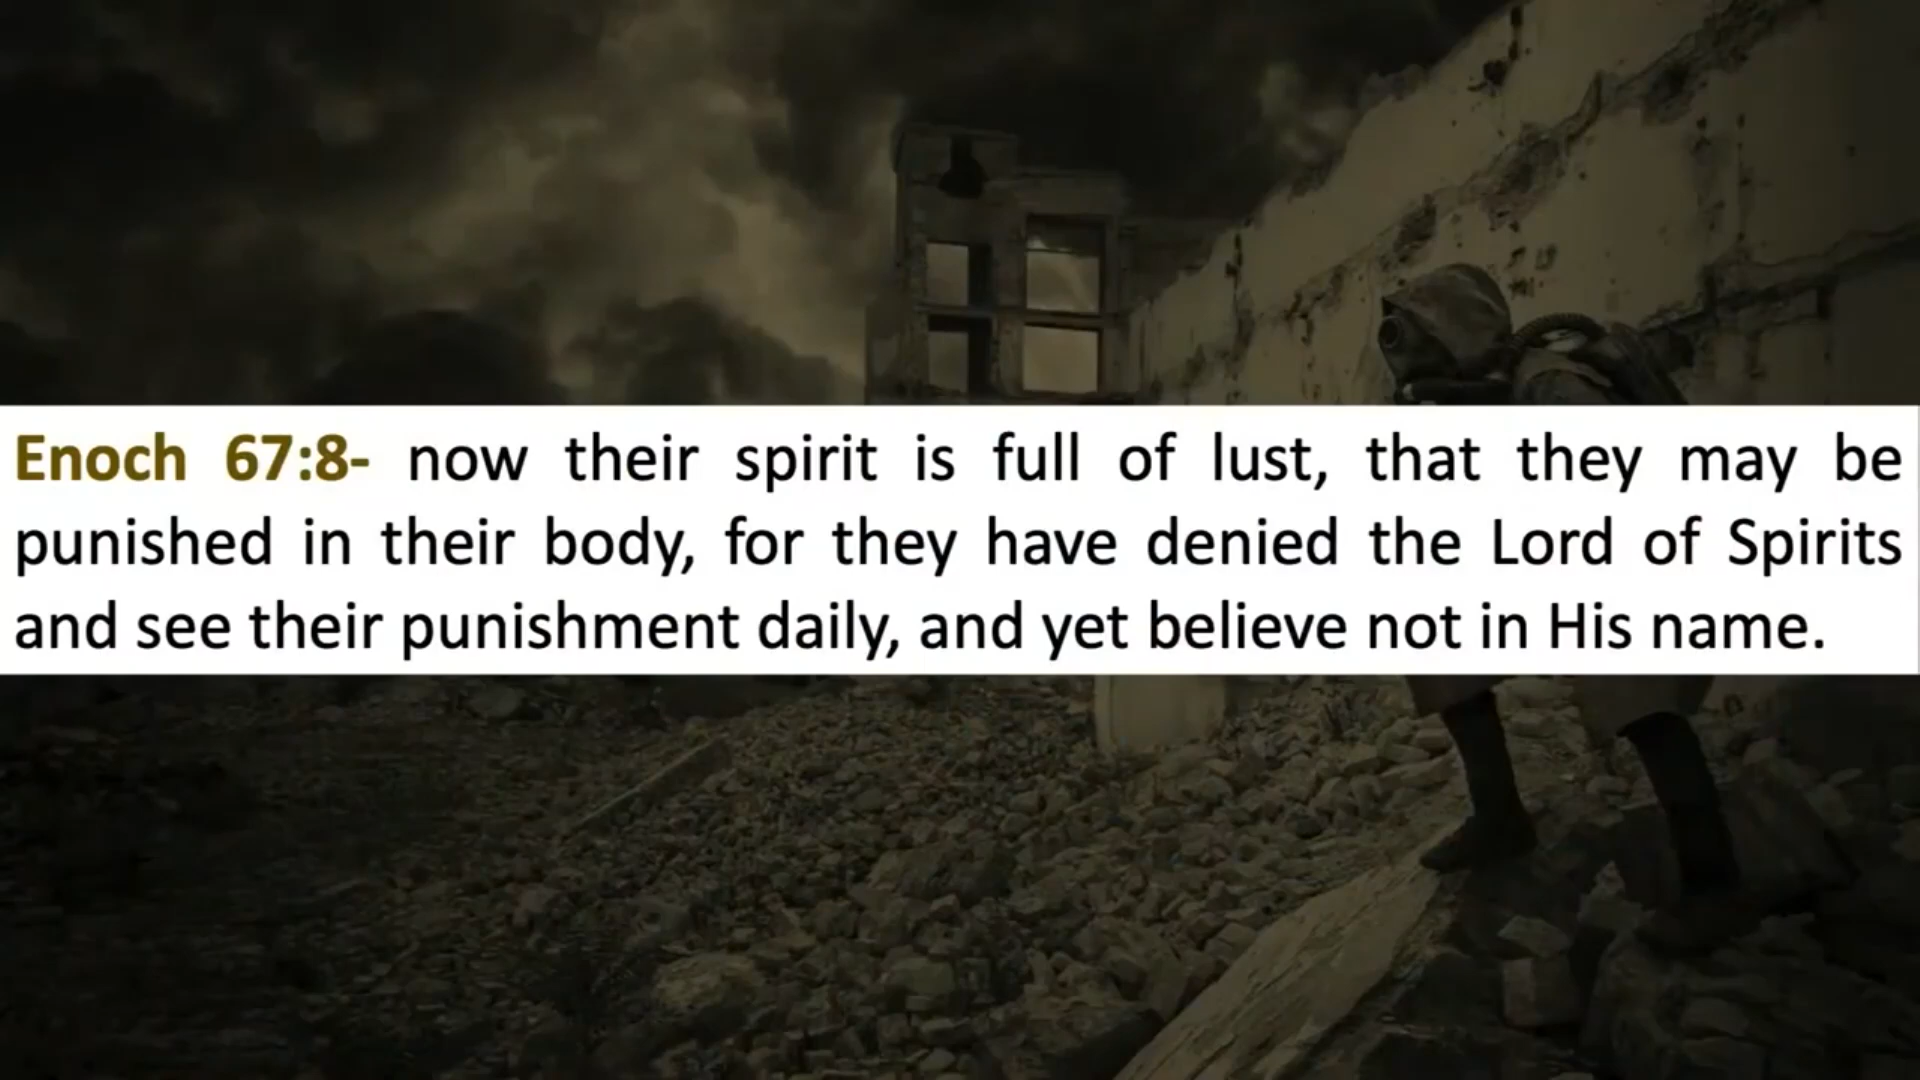 Enoch 67:8- now their spirit is full of lust, that they may be
punished in their body, for they have denied the Lord of Spirits
and see their punishment daily, and yet believe not in His name.